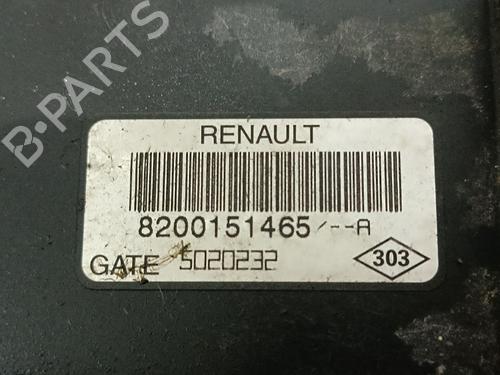 B-PARTS
RENAULT
8200151465/--A
GATE 5020232
303